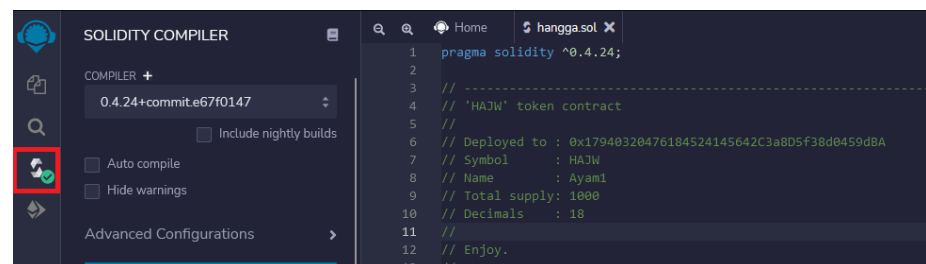 SOLIDITY COMPILER
COMPILER +
0.4.24+commit.e67f0147
Include nightly builds
Auto compile
Hide warnings
Advanced Configurations
Home
hangga.sol
1 pragma solidity ^0.4.24;
2
3 // ----------------------------------------------------------------------------
4 // 'HAJW' token contract
5 //
6 // Deployed to : 0x17940320476184524145642C3a8D5f38d0459dBA
7 // Symbol : HAJW
8 // Name : Ayam1
9 // Total supply: 1000
10 // Decimals : 18
11 //
12 // Enjoy.